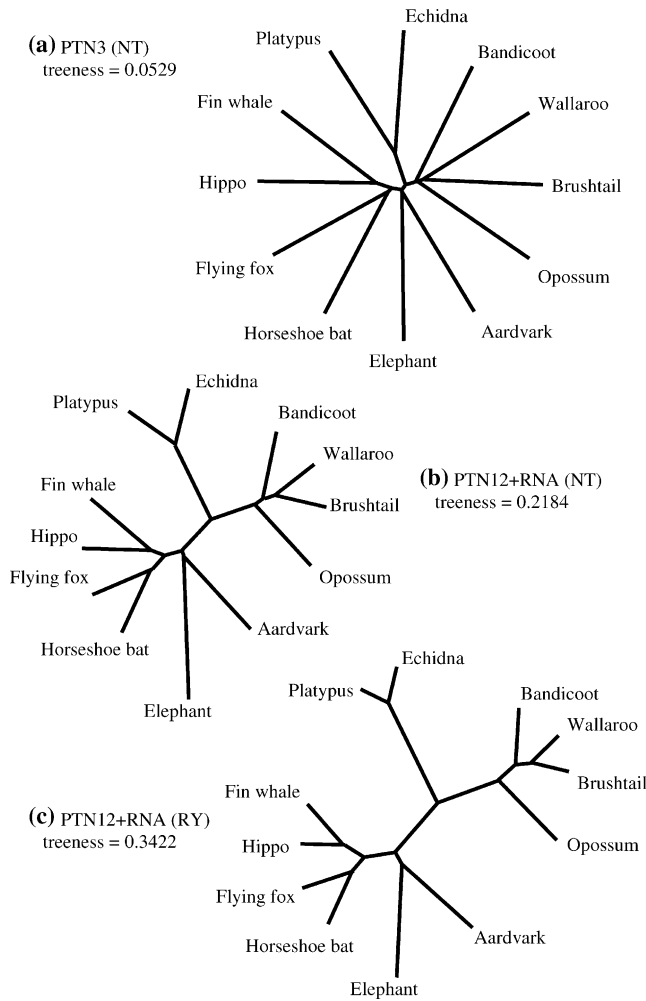 (a) PTN3 (NT)
treeness = 0.0529
Echidna
Platypus
Bandicoot
Fin whale
Wallaroo
Hippo
Brushtail
Flying fox
Opossum
Horseshoe bat
Aardvark
Elephant
(b) PTN12+RNA (NT)
treeness = 0.2184
Echidna
Platypus
Bandicoot
Wallaroo
Fin whale
Brushtail
Hippo
Flying fox
Opossum
Horseshoe bat
Aardvark
Elephant
(c) PTN12+RNA (RY)
treeness = 0.3422
Echidna
Platypus
Bandicoot
Wallaroo
Brushtail
Fin whale
Hippo
Opossum
Flying fox
Horseshoe bat
Aardvark
Elephant